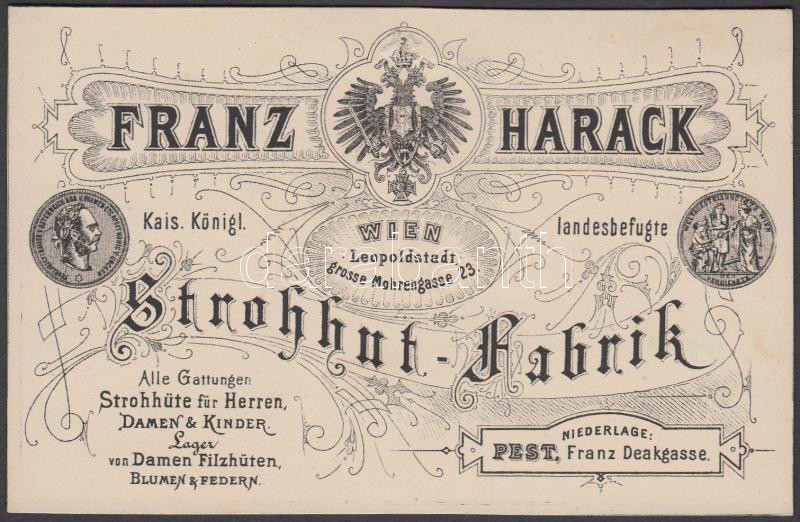 FRANZ HARACK
Kais. Königl. landesbefugte
WIEN
Leopoldstadt,
grosse Mohrengasse 23.
Strohhut-Fabrik
Alle Gattungen
Strohhüte für Herren,
DAMEN & KINDER.
Lager
von Damen Filzhüten,
BLUMEN & FEDERN.
NIEDERLAGE:
PEST, Franz Deakgasse.
darabanth